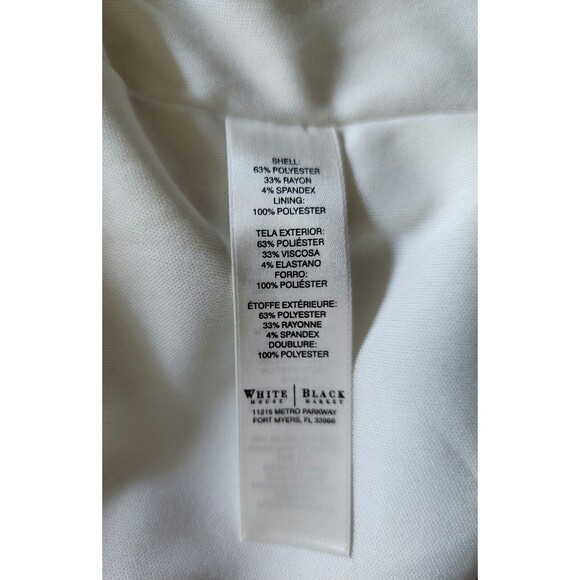 SHELL:
63% POLYESTER
33% RAYON
4% SPANDEX
LINING:
100% POLYESTER
TELA EXTERIOR:
63% POLIÉSTER
33% VISCOSA
4% ELASTANO
FORRO:
100% POLIÉSTER
ÉTOFFE EXTÉRIEURE:
63% POLYESTER
33% RAYONNE
4% SPANDEX
DOUBLURE:
100% POLYESTER
WHITE | BLACK
HOUSE MARKET
11215 METRO PARKWAY
FORT MYERS, FL 33966